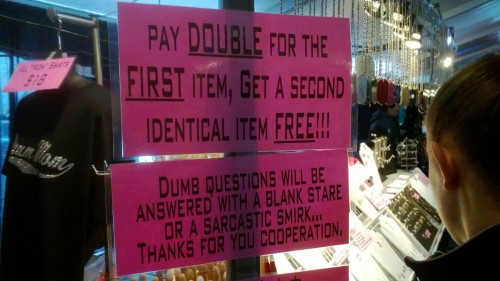 PAY DOUBLE FOR THE
FIRST ITEM, GET A SECOND
IDENTICAL ITEM FREE!!!
DUMB QUESTIONS WILL BE
ANSWERED WITH A BLANK STARE
OR A SARCASTIC SMIRK...
THANKS FOR YOU COOPERATION.
$18